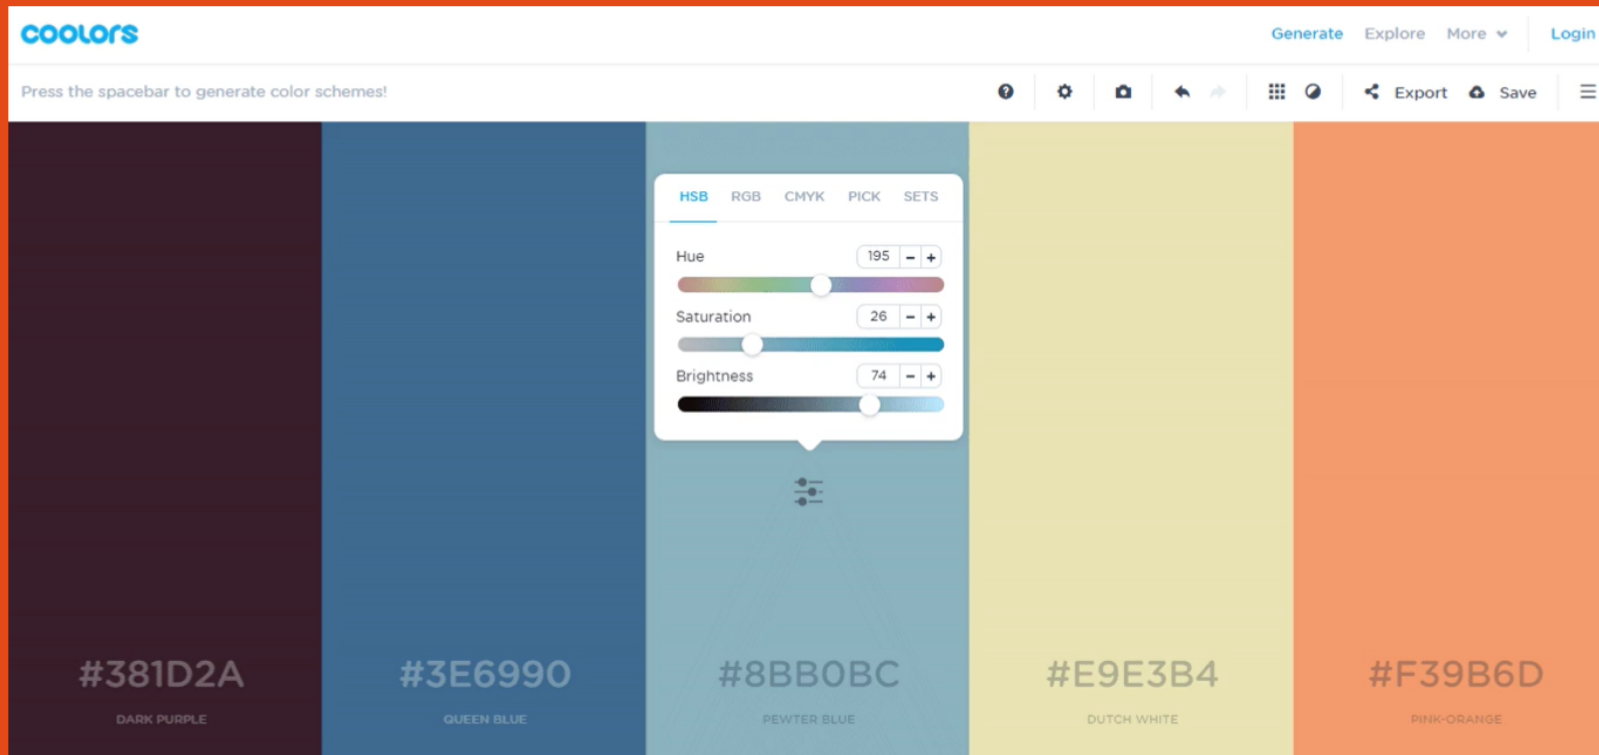 coolors
Generate Explore More Login
Press the spacebar to generate color schemes!
Export Save
HSB RGB CMYK PICK SETS
Hue 195 - +
Saturation 26 - +
Brightness 74 - +
#381D2A #3E6990 #8BB0BC #E9E3B4 #F39B6D
DARK PURPLE QUEEN BLUE PEWTER BLUE DUTCH WHITE PINK-ORANGE